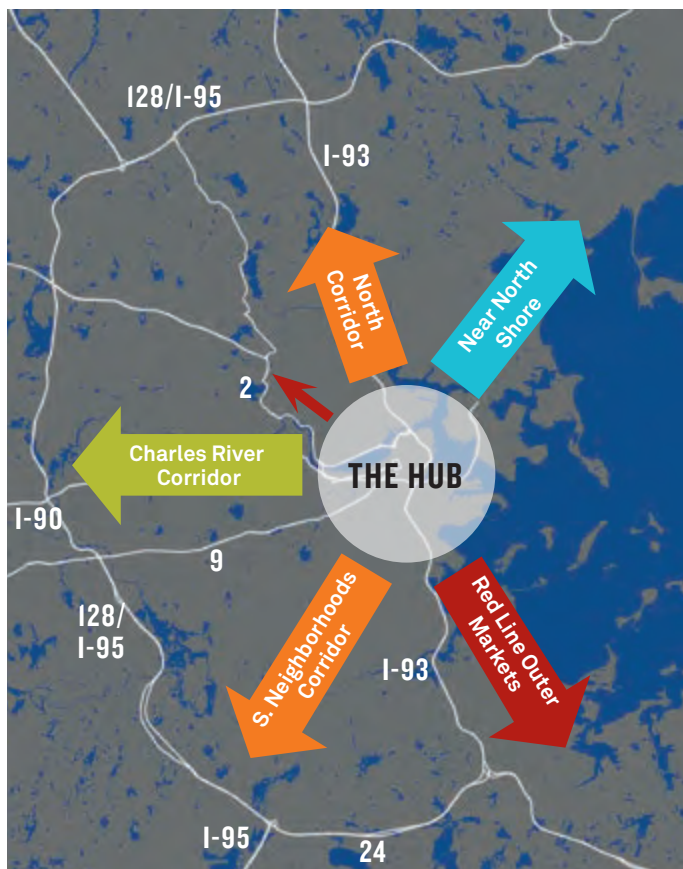 128/I-95
I-93
North
Corridor
Near North
Shore
2
Charles River
Corridor
THE HUB
I-90
9
128/
I-95
S. Neighborhoods
Corridor
Red Line Outer
Markets
I-93
I-95
24